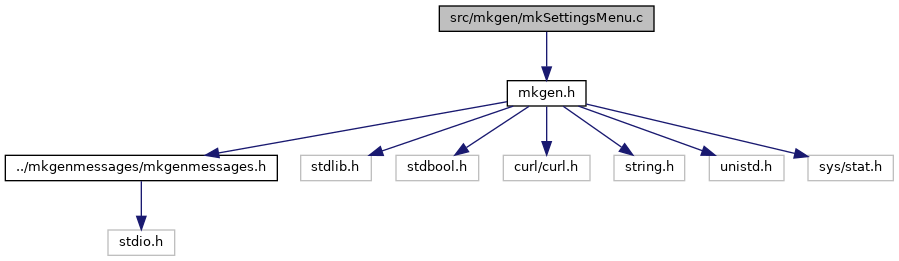 src/mkgen/mkSettingsMenu.c
mkgen.h
../mkgenmessages/mkgenmessages.h
stdlib.h
stdbool.h
curl/curl.h
string.h
unistd.h
sys/stat.h
stdio.h